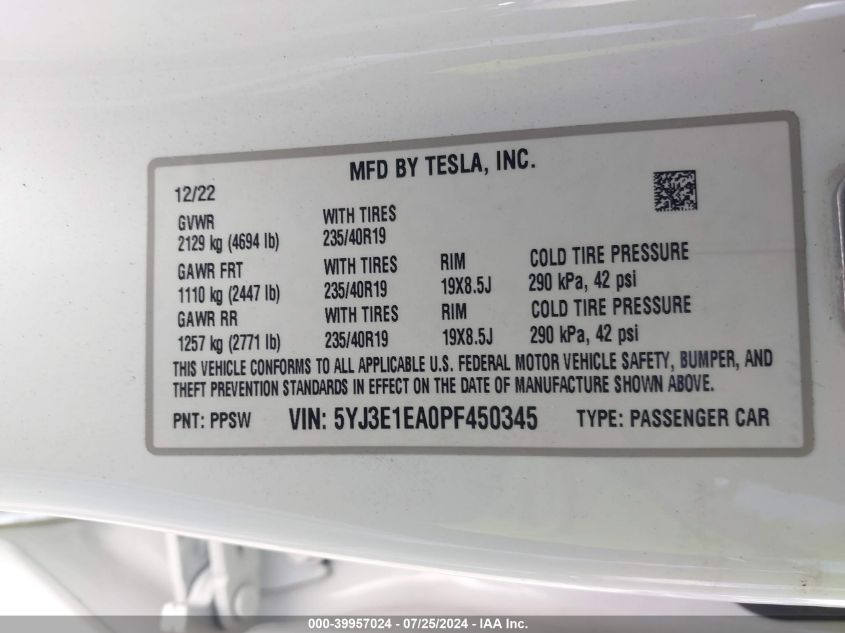 MFD BY TESLA, INC.
12/22
GVWR WITH TIRES
2129 kg (4694 lb) 235/40R19
GAWR FRT WITH TIRES RIM COLD TIRE PRESSURE
1110 kg (2447 lb) 235/40R19 19X8.5J 290 kPa, 42 psi
GAWR RR WITH TIRES RIM COLD TIRE PRESSURE
1257 kg (2771 lb) 235/40R19 19X8.5J 290 kPa, 42 psi
THIS VEHICLE CONFORMS TO ALL APPLICABLE U.S. FEDERAL MOTOR VEHICLE SAFETY, BUMPER, AND
THEFT PREVENTION STANDARDS IN EFFECT ON THE DATE OF MANUFACTURE SHOWN ABOVE.
PNT: PPSW VIN: 5YJ3E1EA0PF450345 TYPE: PASSENGER CAR
000-39957024 - 07/25/2024 - IAA Inc.